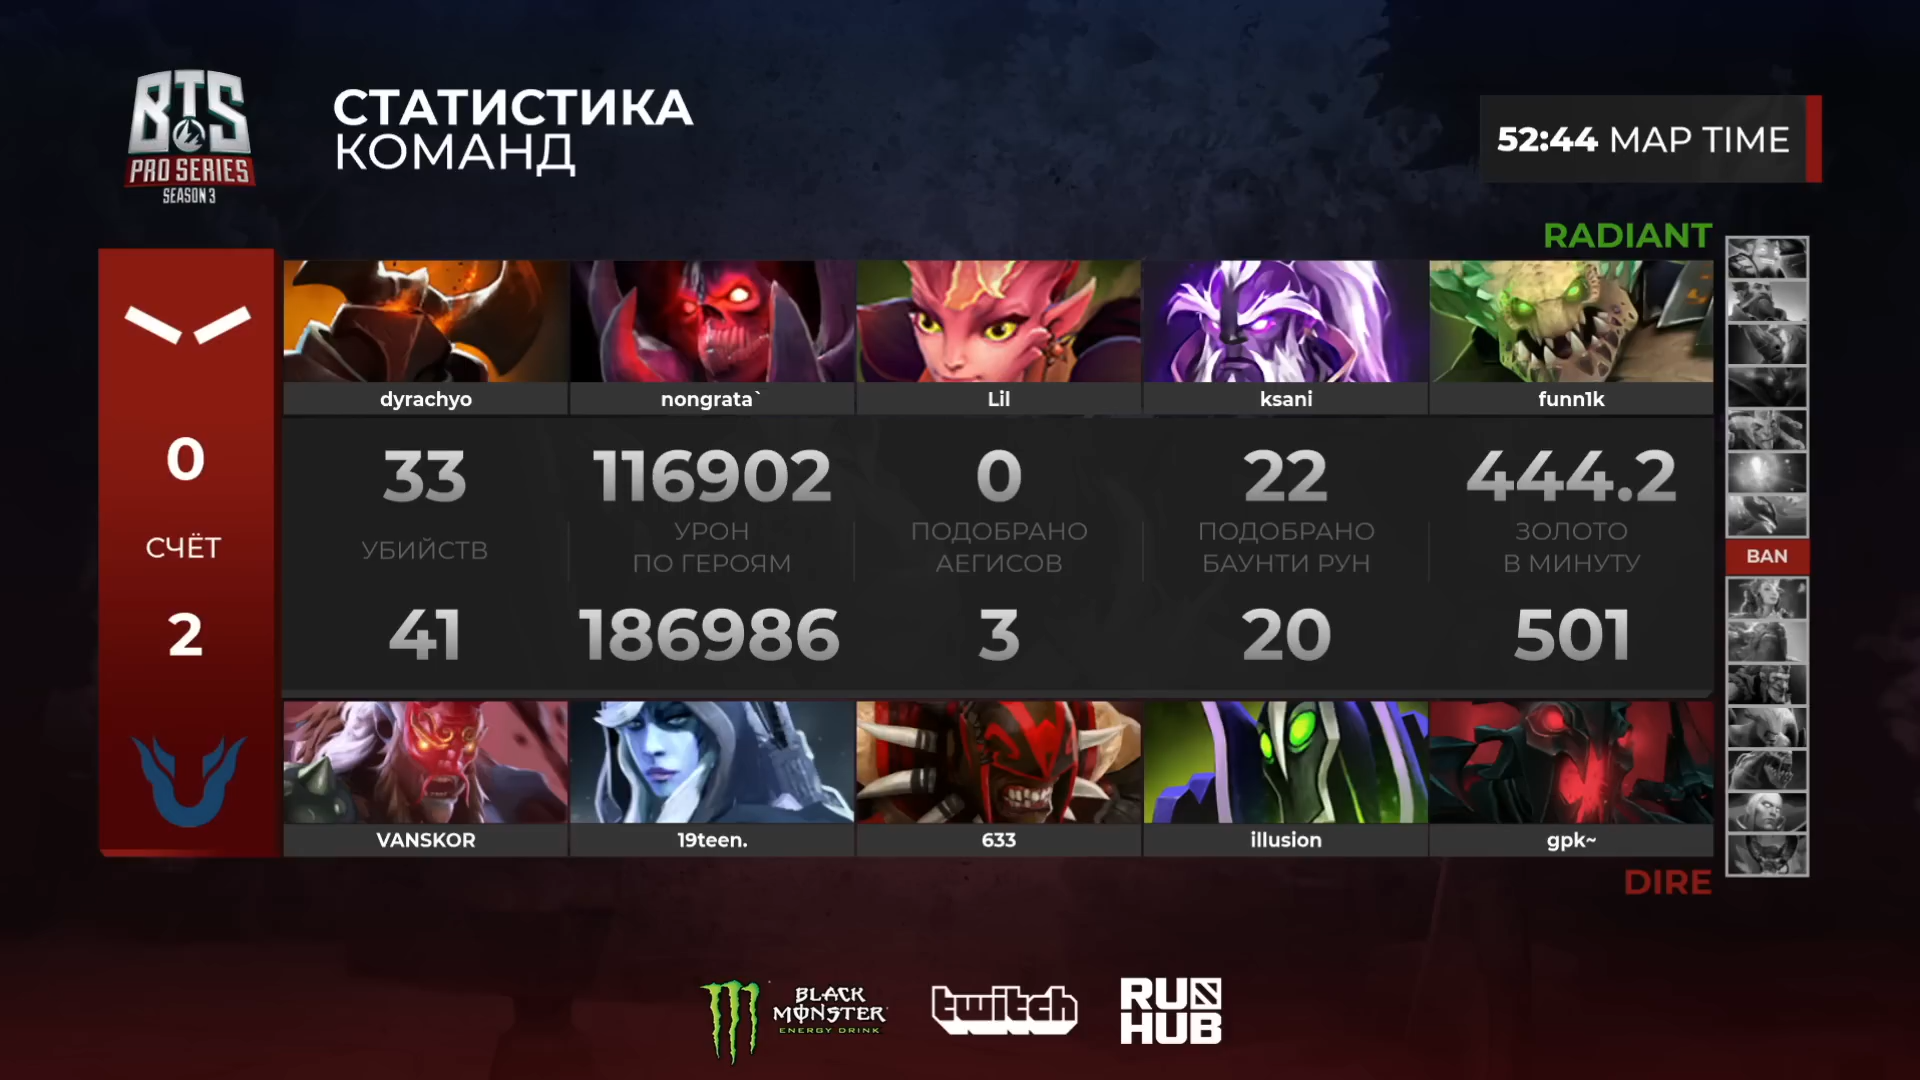 BTS
PRO SERIES
SEASON 3
СТАТИСТИКА
КОМАНД
52:44 MAP TIME
RADIANT
dyrachyo
nongrata`
Lil
ksani
funn1k
0
СЧЁТ
2
33
116902
0
22
444.2
УБИЙСТВ
УРОН
ПО ГЕРОЯМ
ПОДОБРАНО
АЕГИСОВ
ПОДОБРАНО
БАУНТИ РУН
ЗОЛОТО
В МИНУТУ
41
186986
3
20
501
BAN
VANSKOR
19teen.
633
illusion
gpk~
DIRE
BLACK
MONSTER
ENERGY DRINK
twitch
RU
HUB